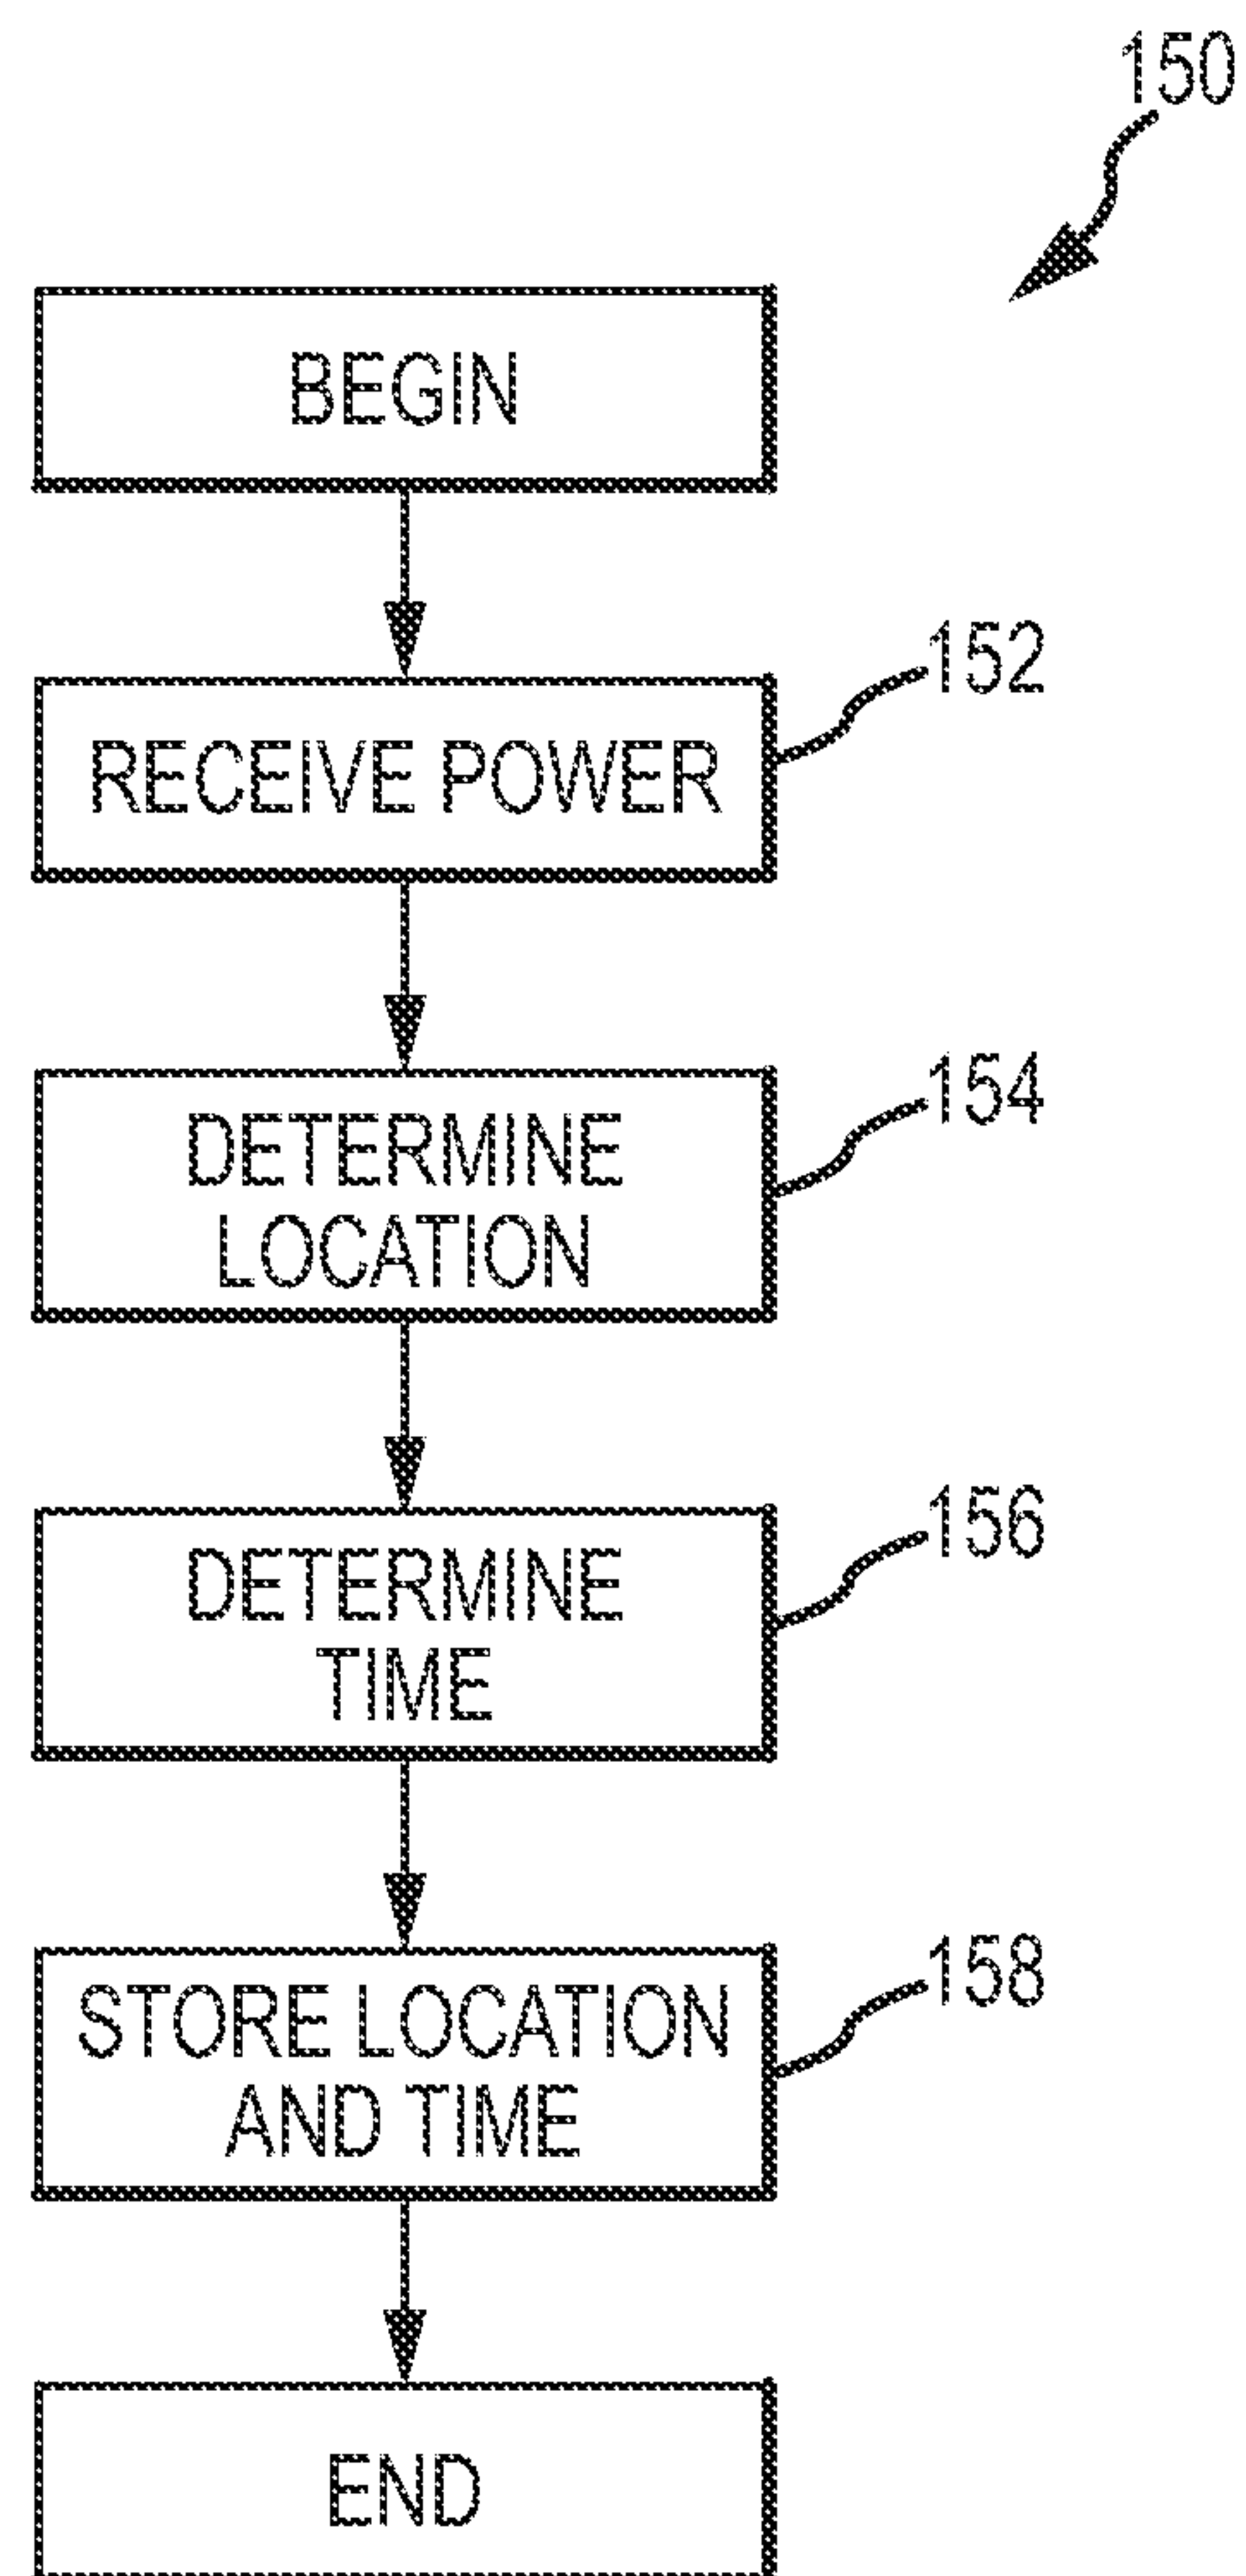 150
BEGIN
RECEIVE POWER
152
DETERMINE
LOCATION
154
DETERMINE
TIME
156
STORE LOCATION
AND TIME
158
END